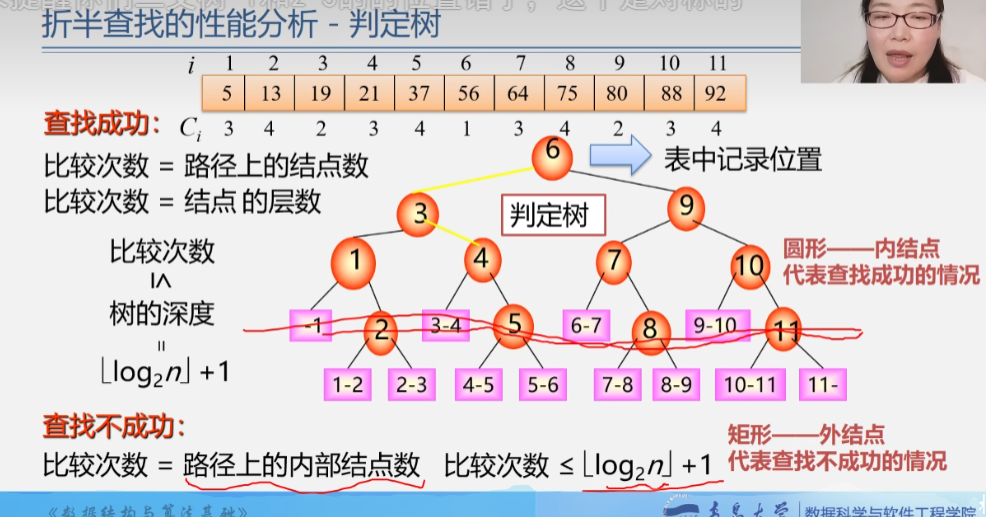 折半查找的性能分析 - 判定树
i 1 2 3 4 5 6 7 8 9 10 11
5 13 19 21 37 56 64 75 80 88 92
查找成功： Ci 3 4 2 3 4 1 3 4 2 3 4
比较次数 = 路径上的结点数
比较次数 = 结点的层数
6
表中记录位置
3
判定树
9
比较次数
≤
树的深度
=
⌊log2n⌋ +1
1
4
7
10
圆形——内结点
代表查找成功的情况
-1
2
3-4
5
6-7
8
9-10
11
1-2
2-3
4-5
5-6
7-8
8-9
10-11
11-
查找不成功：
比较次数 = 路径上的内部结点数
比较次数 ≤ ⌊log2n⌋ +1
矩形——外结点
代表查找不成功的情况
《数据结构与算法基础》
青岛大学
数据科学与软件工程学院